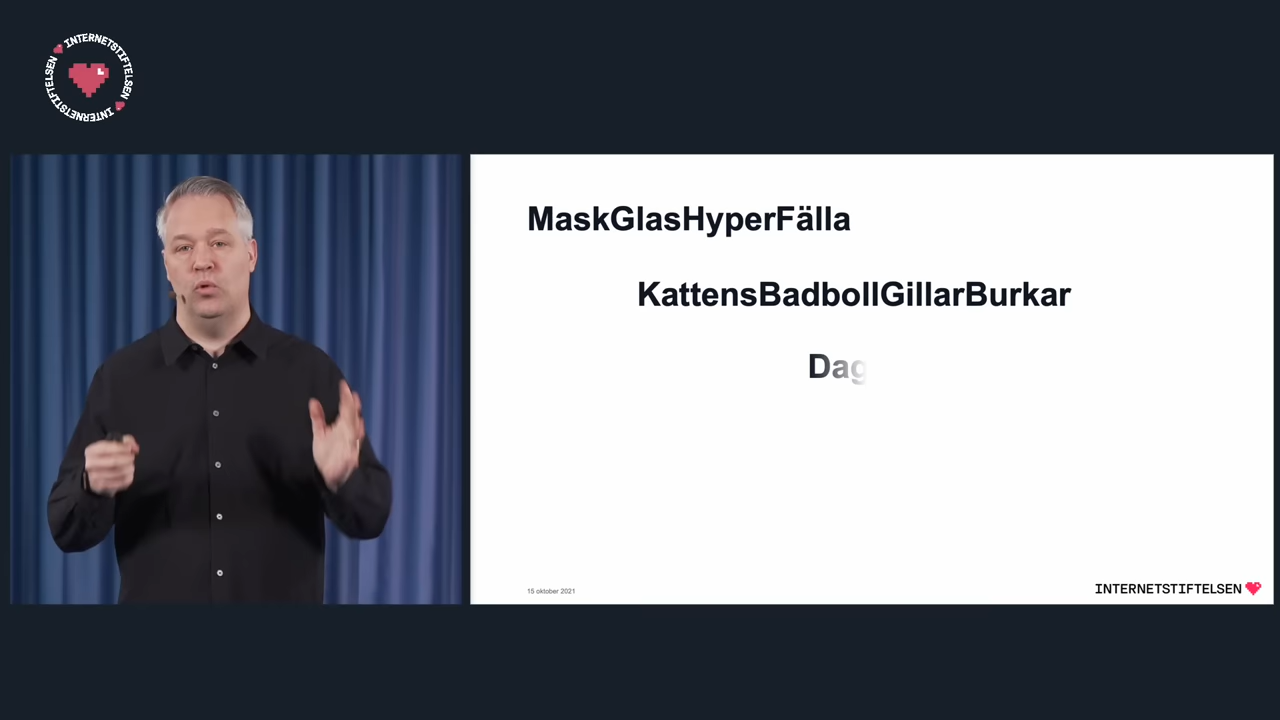 INTERNETSTIFTELSEN INTERNETSTIFTELSEN
MaskGlasHyperFälla
KattensBadbollGillarBurkar
Dag
15 oktober 2021
INTERNETSTIFTELSEN